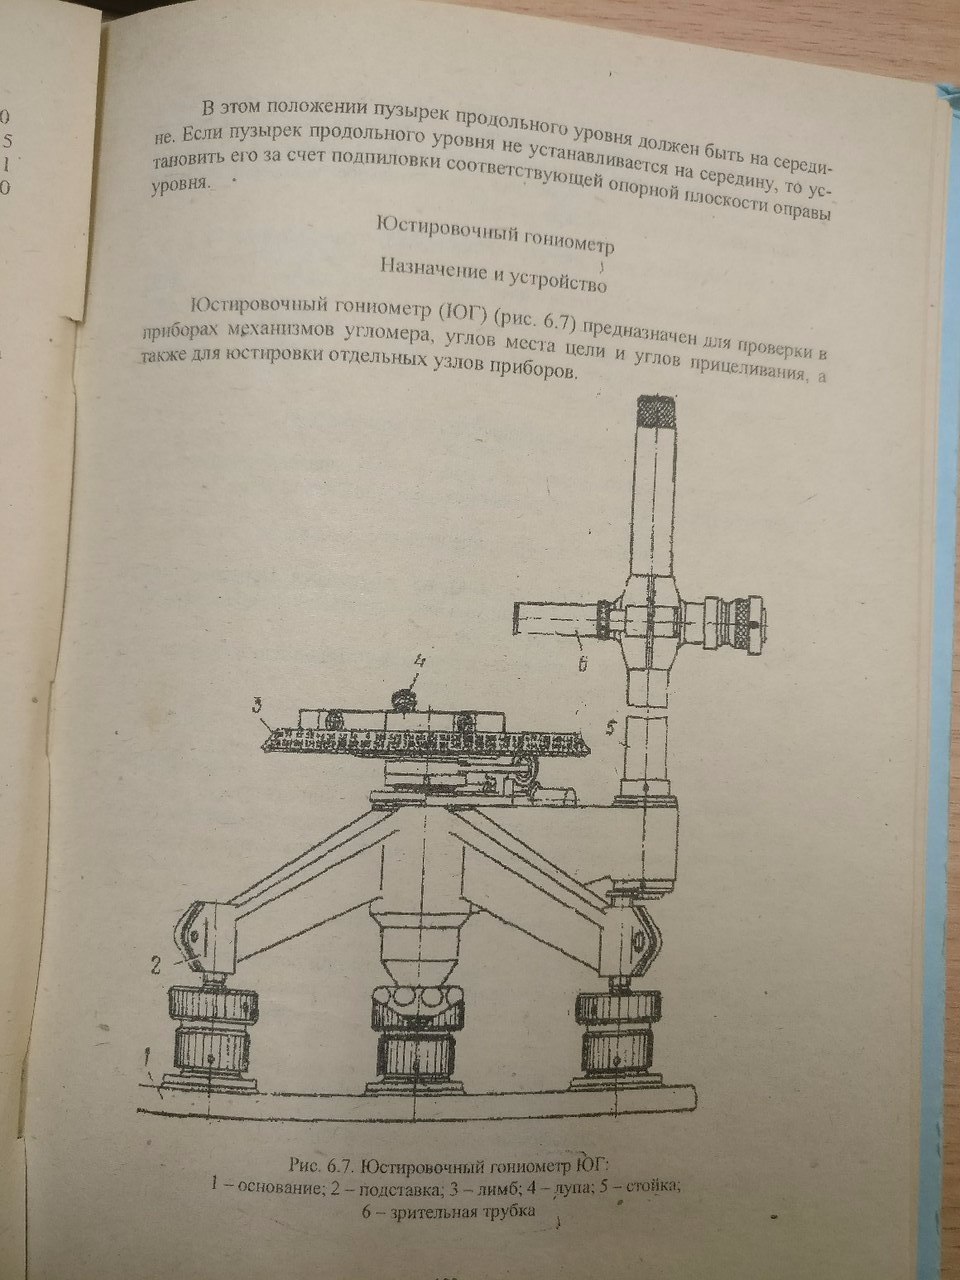 0
5
1
0
В этом положении пузырек продольного уровня должен быть на середи-
не. Если пузырек продольного уровня не устанавливается на середину, то ус-
тановить его за счет подпиловки соответствующей опорной плоскости оправы
уровня.
Юстировочный гониометр
Назначение и устройство
Юстировочный гониометр (ЮГ) (рис. 6.7) предназначен для проверки в
приборах механизмов угломера, углов места цели и углов прицеливания, а
также для юстировки отдельных узлов приборов.
6
4
3
5
2
1
Рис. 6.7. Юстировочный гониометр ЮГ:
1 – основание; 2 – подставка; 3 – лимб; 4 – лупа; 5 – стойка;
6 – зрительная трубка